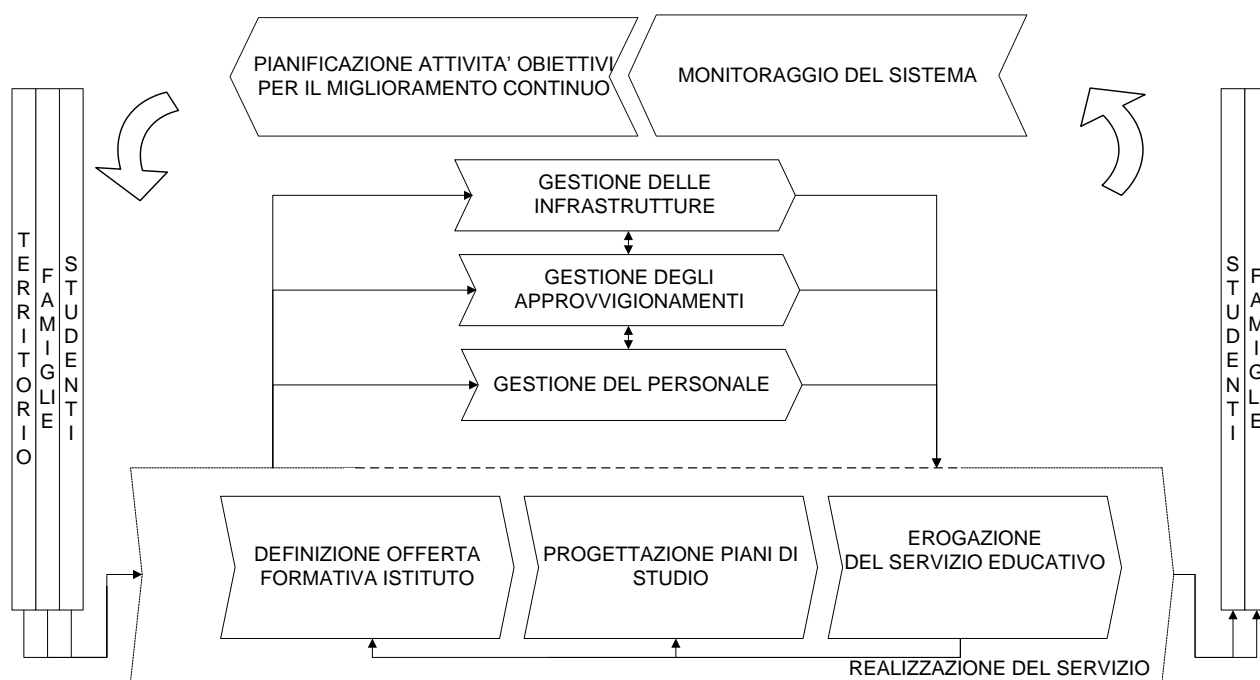 PIANIFICAZIONE ATTIVITA' OBIETTIVI
PER IL MIGLIORAMENTO CONTINUO
MONITORAGGIO DEL SISTEMA
GESTIONE DELLE
INFRASTRUTTURE
GESTIONE DEGLI
APPROVVIGIONAMENTI
GESTIONE DEL PERSONALE
TERRITORIO
FAMIGLIE
STUDENTI
STUDENTI
FAMIGLIE
DEFINIZIONE OFFERTA
FORMATIVA ISTITUTO
PROGETTAZIONE PIANI DI
STUDIO
EROGAZIONE
DEL SERVIZIO EDUCATIVO
REALIZZAZIONE DEL SERVIZIO